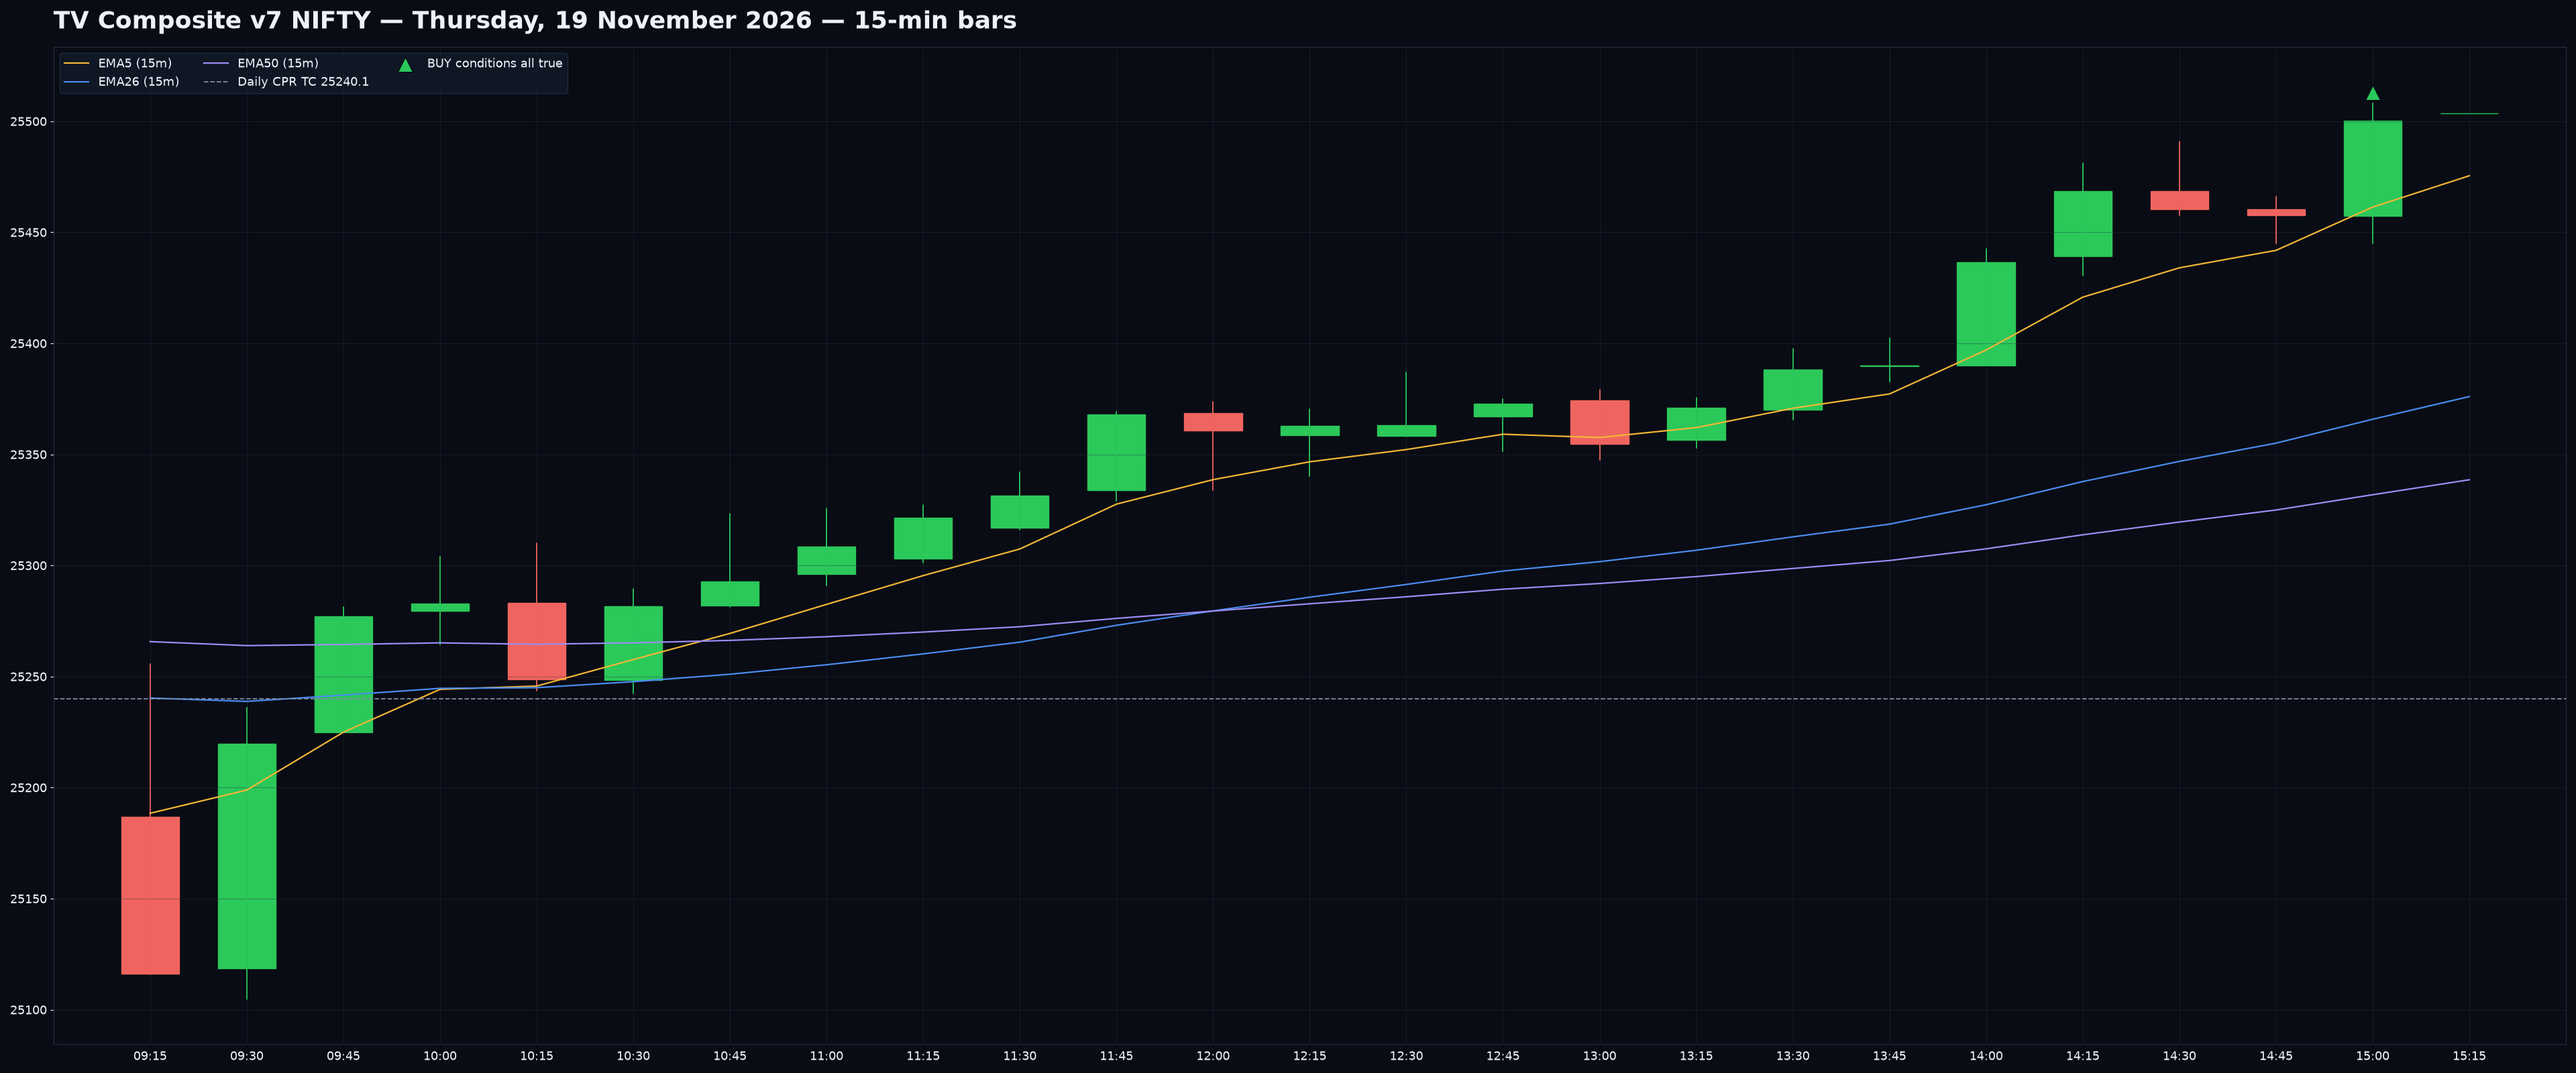 TV Composite v7 NIFTY — Thursday, 19 November 2026 — 15-min bars
EMA5 (15m)
EMA26 (15m)
EMA50 (15m)
Daily CPR TC 25240.1
BUY conditions all true
25500
25450
25400
25350
25300
25250
25200
25150
25100
09:15 09:30 09:45 10:00 10:15 10:30 10:45 11:00 11:15 11:30 11:45 12:00 12:15 12:30 12:45 13:00 13:15 13:30 13:45 14:00 14:15 14:30 14:45 15:00 15:15